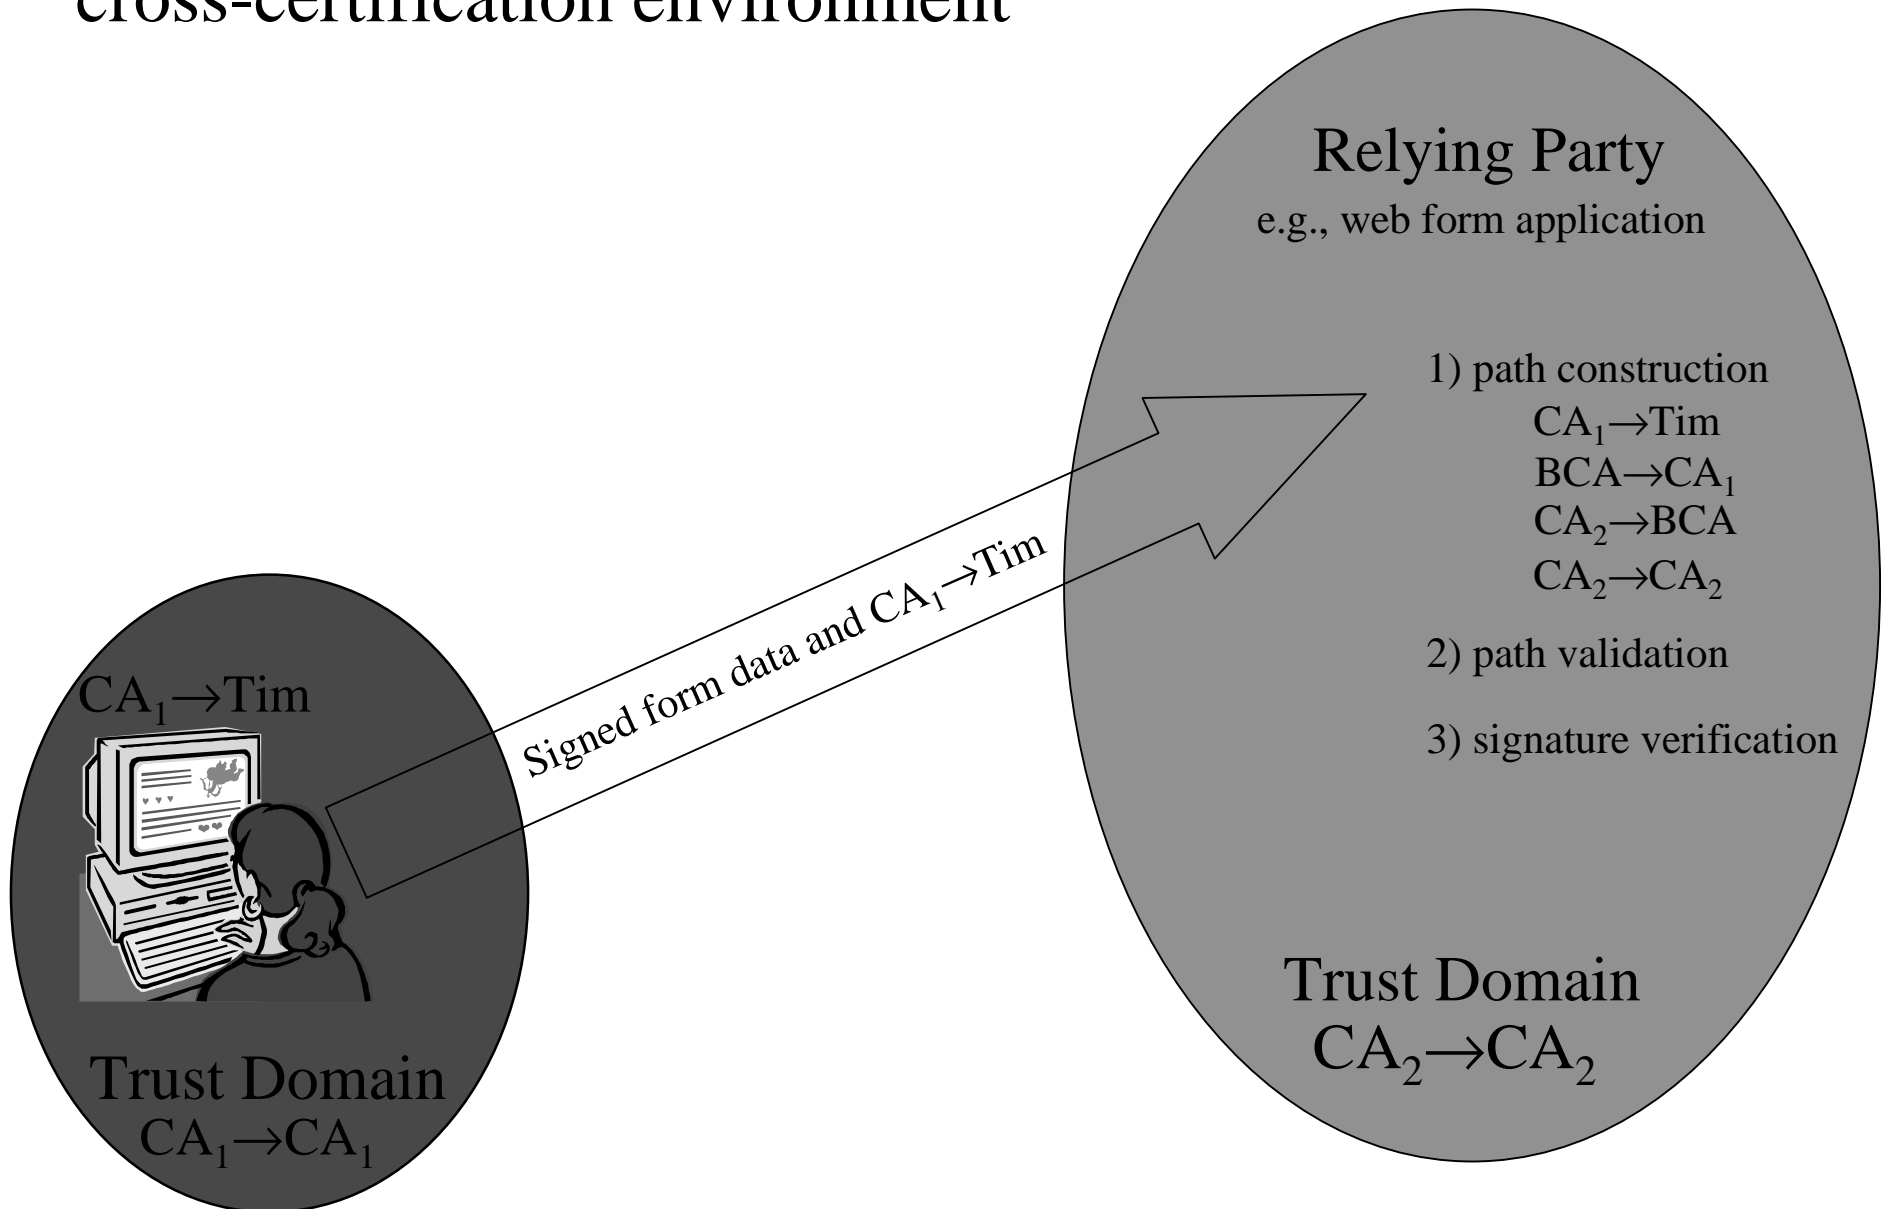 cross-certification environment
Relying Party
e.g., web form application
1) path construction
CA₁→Tim
BCA→CA₁
CA₂→BCA
CA₂→CA₂
2) path validation
3) signature verification
Trust Domain
CA₂→CA₂
Signed form data and CA₁→Tim
CA₁→Tim
Trust Domain
CA₁→CA₁